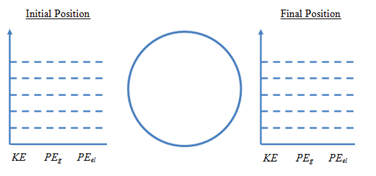 Initial Position
Final Position
KE PEg PEel
KE PEg PEel